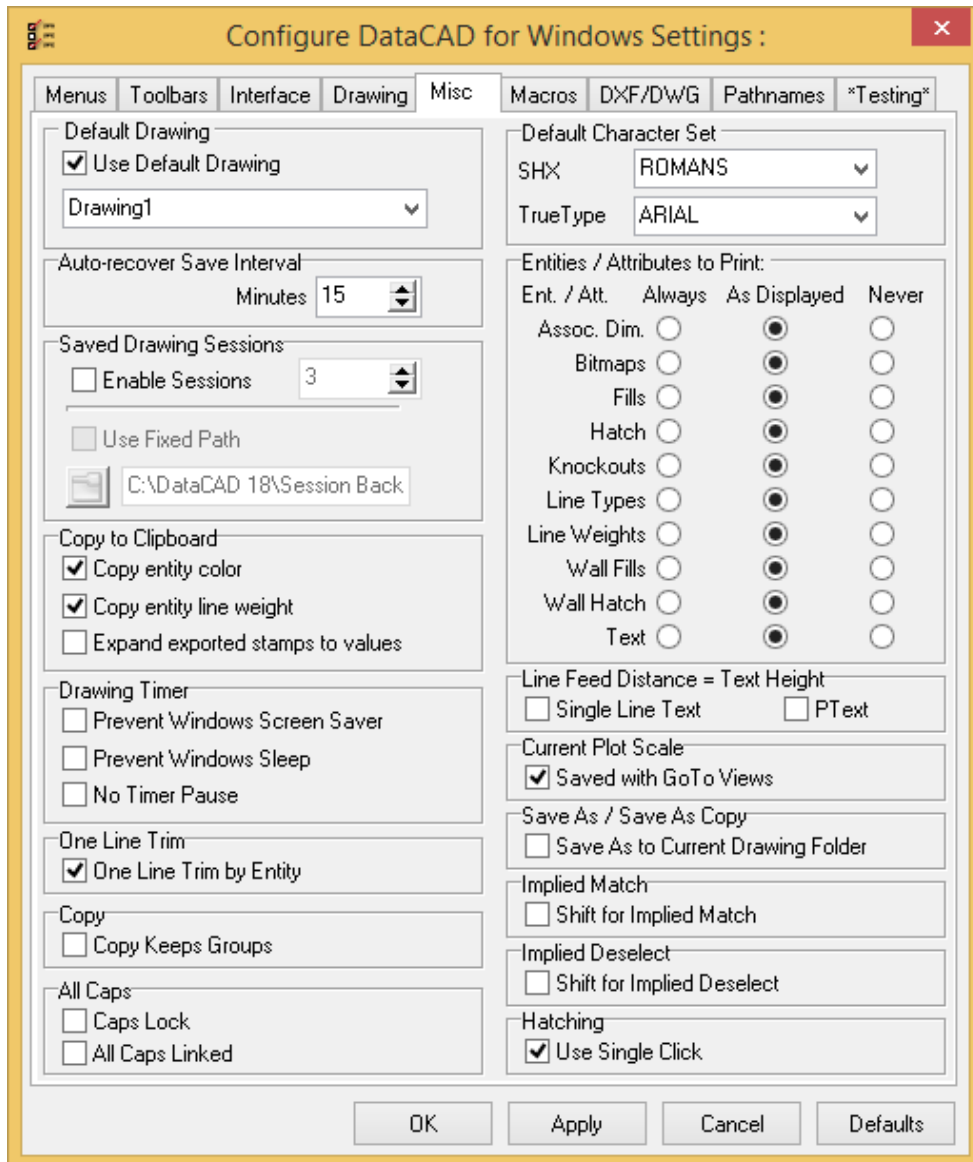 Configure DataCAD for Windows Settings :
Menus Toolbars Interface Drawing Misc Macros DXF/DWG Pathnames *Testing*
Default Drawing
Use Default Drawing
Drawing1
Auto-recover Save Interval
Minutes 15
Saved Drawing Sessions
Enable Sessions 3
Use Fixed Path
C:\DataCAD 18\Session Back
Copy to Clipboard
Copy entity color
Copy entity line weight
Expand exported stamps to values
Drawing Timer
Prevent Windows Screen Saver
Prevent Windows Sleep
No Timer Pause
One Line Trim
One Line Trim by Entity
Copy
Copy Keeps Groups
All Caps
Caps Lock
All Caps Linked
Default Character Set
SHX ROMANS
TrueType ARIAL
Entities / Attributes to Print:
Ent. / Att. Always As Displayed Never
Assoc. Dim.
Bitmaps
Fills
Hatch
Knockouts
Line Types
Line Weights
Wall Fills
Wall Hatch
Text
Line Feed Distance = Text Height
Single Line Text PText
Current Plot Scale
Saved with GoTo Views
Save As / Save As Copy
Save As to Current Drawing Folder
Implied Match
Shift for Implied Match
Implied Deselect
Shift for Implied Deselect
Hatching
Use Single Click
OK Apply Cancel Defaults